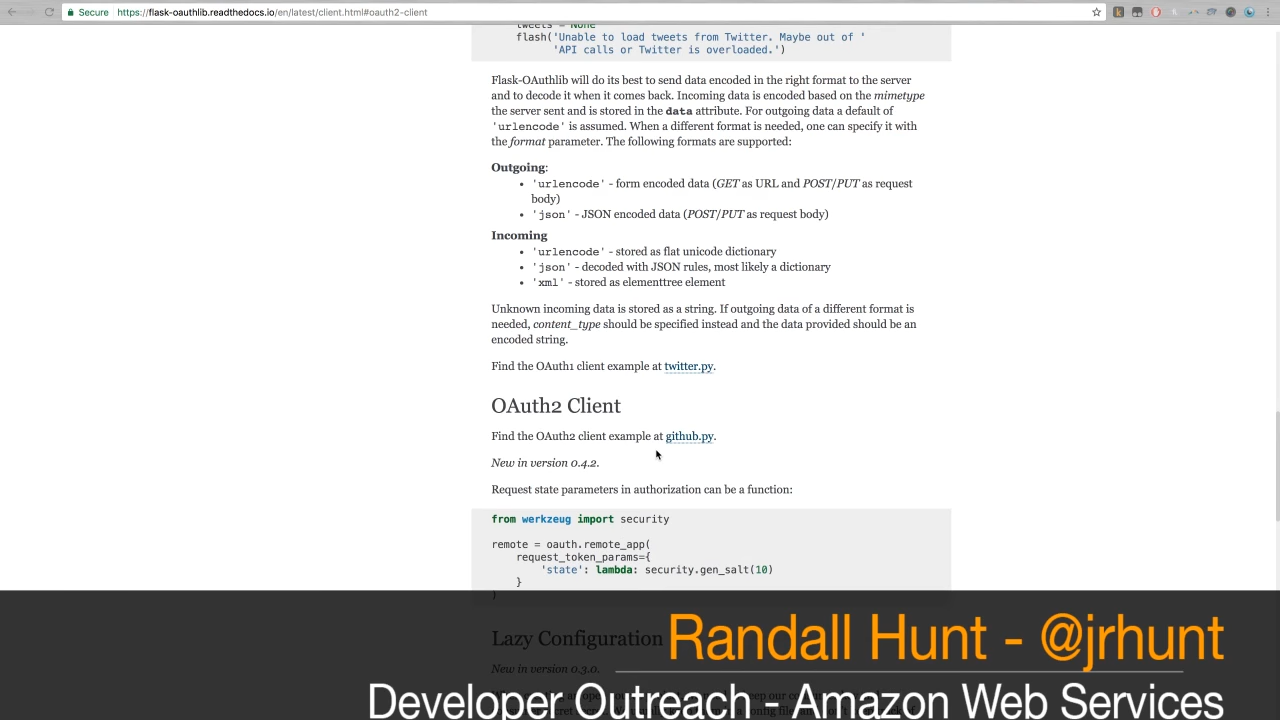 Secure https://flask-oauthlib.readthedocs.io/en/latest/client.html#oauth2-client
tweets = None
flash('Unable to load tweets from Twitter. Maybe out of '
'API calls or Twitter is overloaded.')
Flask-OAuthlib will do its best to send data encoded in the right format to the server
and to decode it when it comes back. Incoming data is encoded based on the mimetype
the server sent and is stored in the data attribute. For outgoing data a default of
'urlencode' is assumed. When a different format is needed, one can specify it with
the format parameter. The following formats are supported:
Outgoing:
• 'urlencode' - form encoded data (GET as URL and POST/PUT as request
body)
• 'json' - JSON encoded data (POST/PUT as request body)
Incoming
• 'urlencode' - stored as flat unicode dictionary
• 'json' - decoded with JSON rules, most likely a dictionary
• 'xml' - stored as elementtree element
Unknown incoming data is stored as a string. If outgoing data of a different format is
needed, content_type should be specified instead and the data provided should be an
encoded string.
Find the OAuth1 client example at twitter.py.
OAuth2 Client
Find the OAuth2 client example at github.py.
New in version 0.4.2.
Request state parameters in authorization can be a function:
from werkzeug import security
remote = oauth.remote_app(
request_token_params={
'state': lambda: security.gen_salt(10)
}
)
Lazy Configuration
Randall Hunt - @jrhunt
New in version 0.3.0.
Developer Outreach - Amazon Web Services